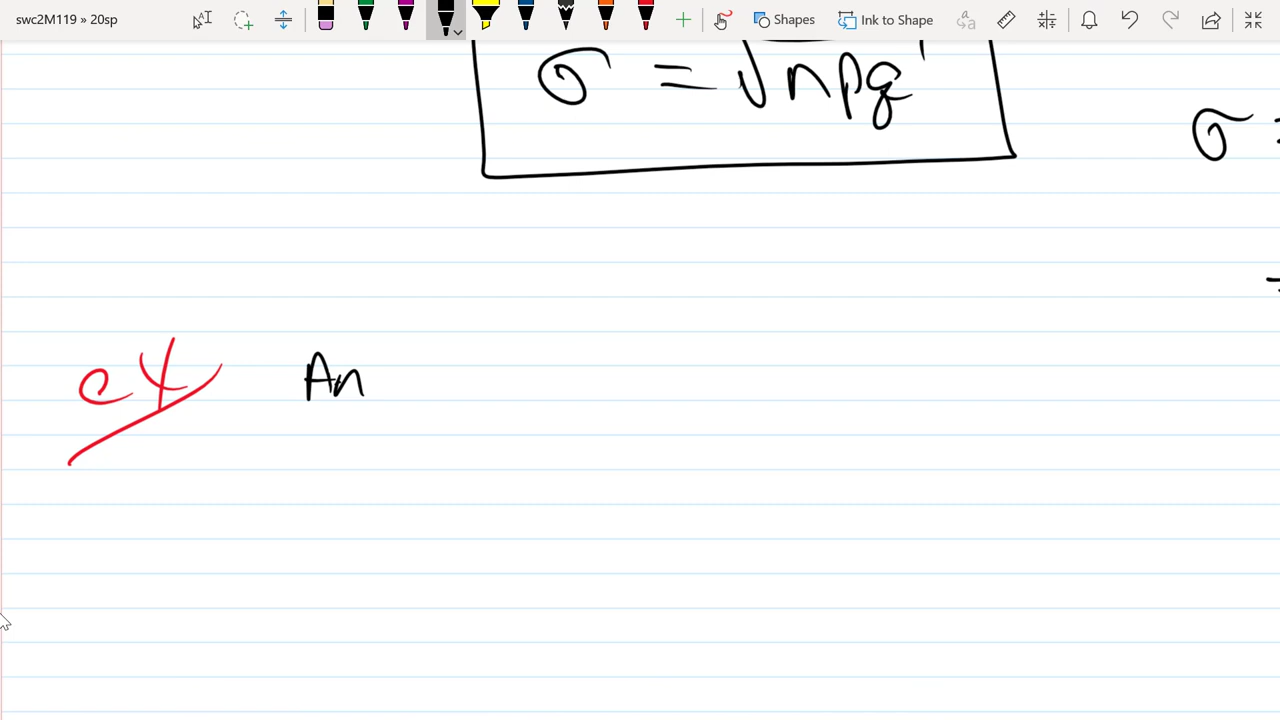 swc2M119 » 20sp
Shapes
Ink to Shape
σ = √npq
σ =
ex
An